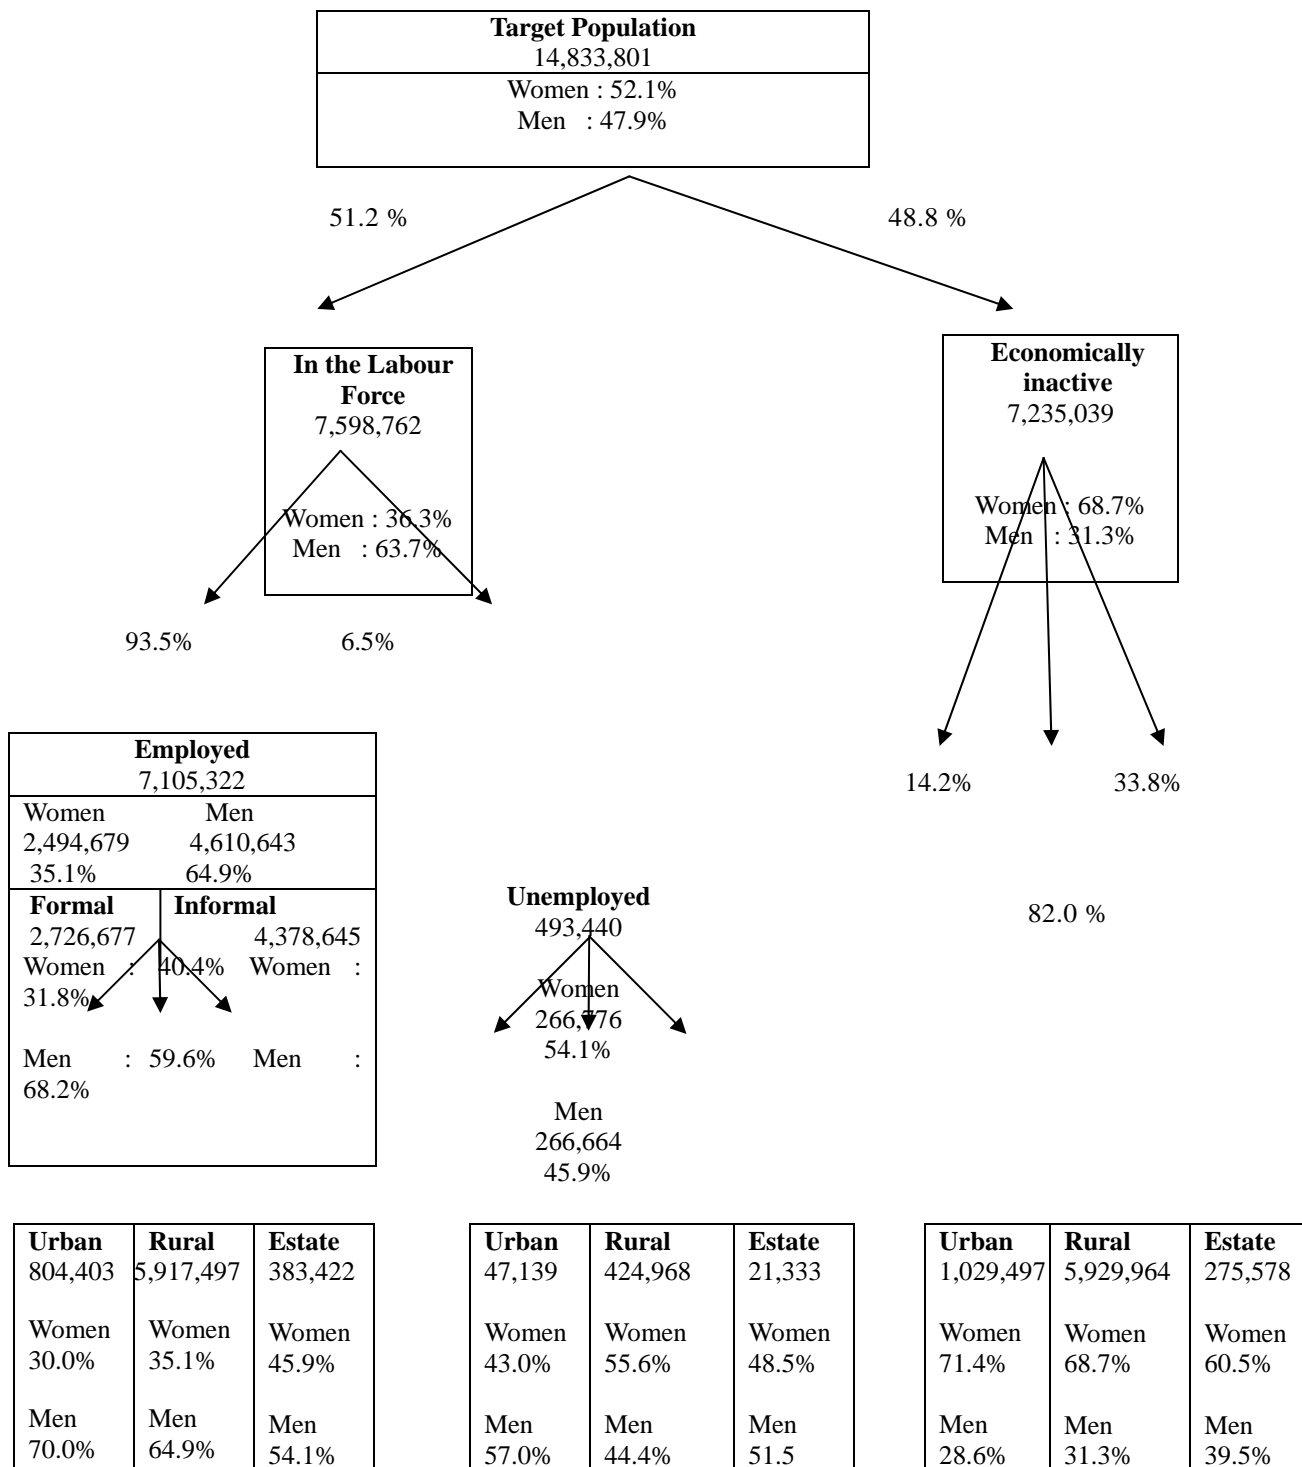 Target Population
14,833,801
Women : 52.1%
Men : 47.9%
51.2 %
48.8 %
In the Labour
Force
7,598,762
Women : 36.3%
Men : 63.7%
Economically
inactive
7,235,039
Women : 68.7%
Men : 31.3%
93.5%
6.5%
14.2%
33.8%
82.0 %
Employed
7,105,322
Women Men
2,494,679 4,610,643
35.1% 64.9%
Formal Informal
2,726,677 4,378,645
Women : 40.4% Women :
31.8%
Men : 59.6% Men :
68.2%
Unemployed
493,440
Women
266,776
54.1%
Men
266,664
45.9%
Urban
804,403
Women
30.0%
Men
70.0%
Rural
5,917,497
Women
35.1%
Men
64.9%
Estate
383,422
Women
45.9%
Men
54.1%
Urban
47,139
Women
43.0%
Men
57.0%
Rural
424,968
Women
55.6%
Men
44.4%
Estate
21,333
Women
48.5%
Men
51.5
Urban
1,029,497
Women
71.4%
Men
28.6%
Rural
5,929,964
Women
68.7%
Men
31.3%
Estate
275,578
Women
60.5%
Men
39.5%